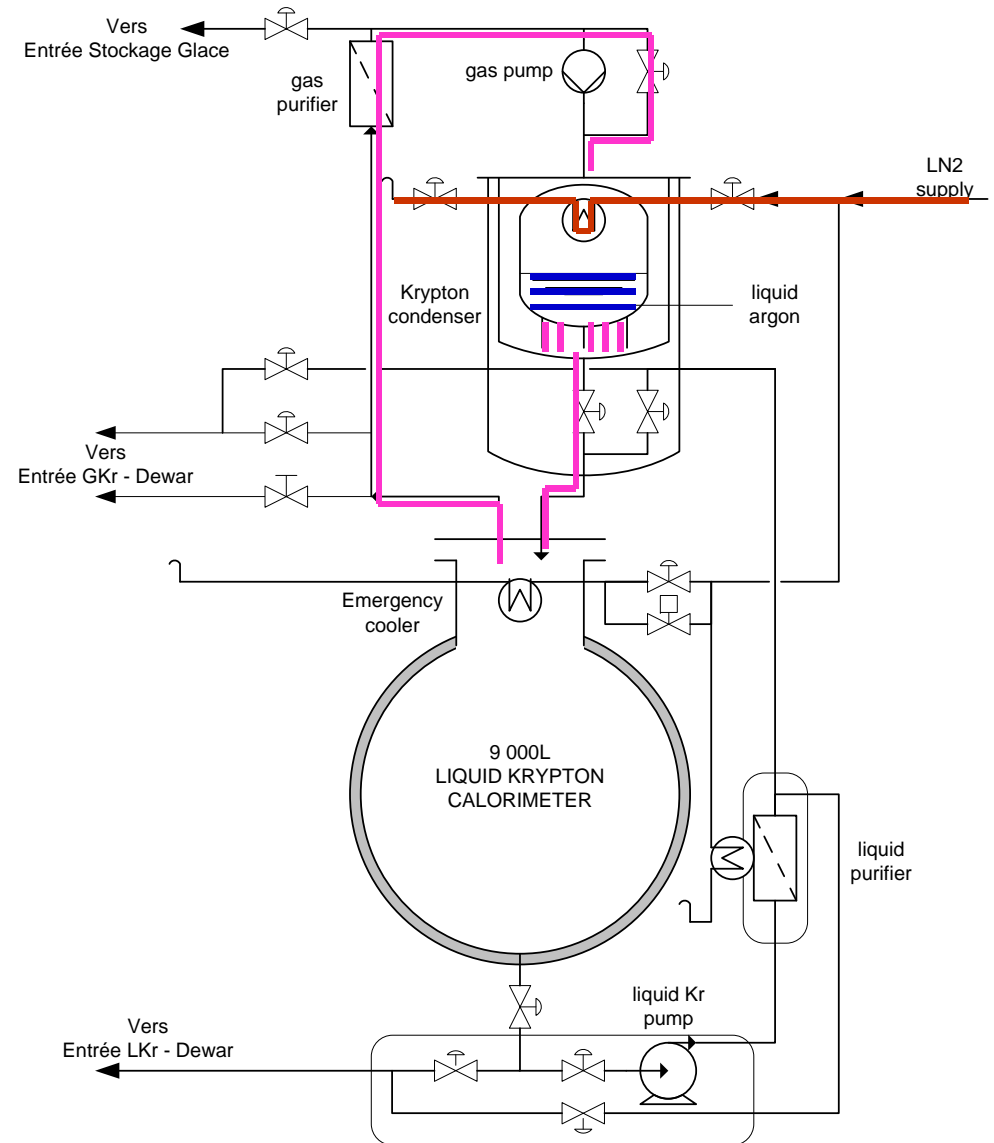 Vers
Entrée Stockage Glace
gas
purifier
gas pump
LN2
supply
Krypton
condenser
liquid
argon
Vers
Entrée GKr - Dewar
Emergency
cooler
9 000L
LIQUID KRYPTON
CALORIMETER
liquid
purifier
liquid Kr
pump
Vers
Entrée LKr - Dewar